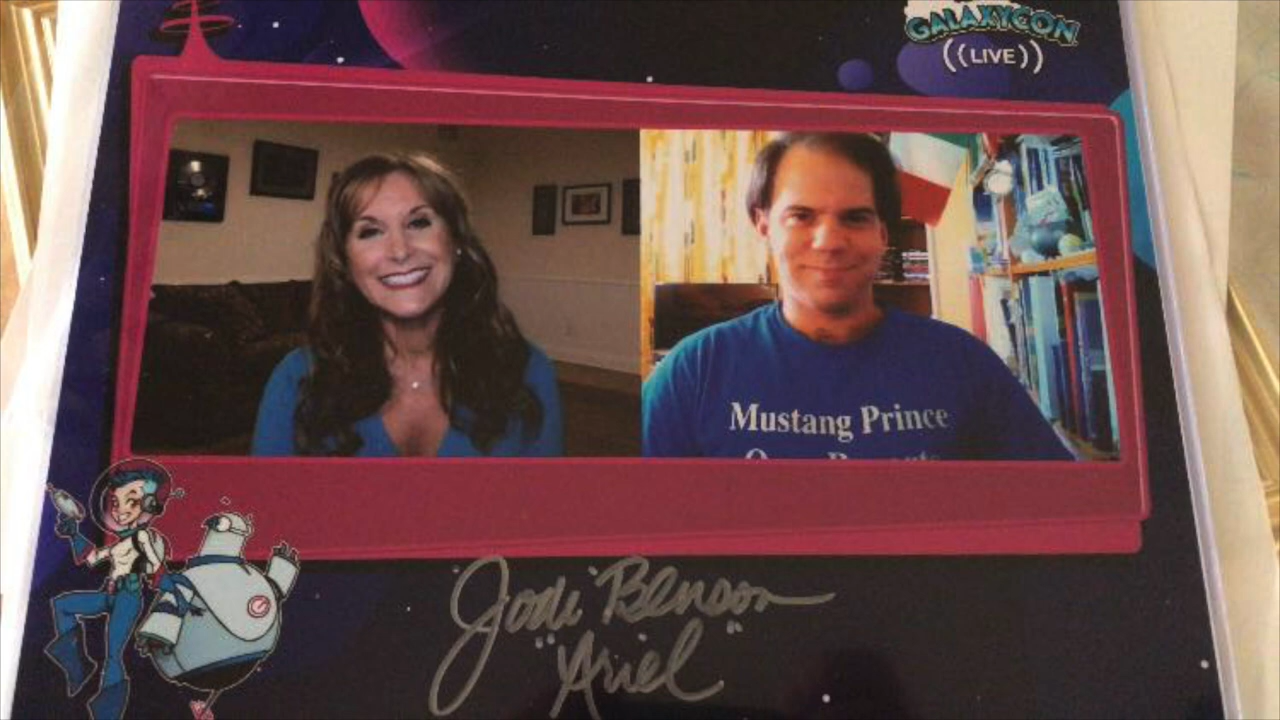 GALAXYCON
((LIVE))
Mustang Prince
Jodi Benson
"Ariel"